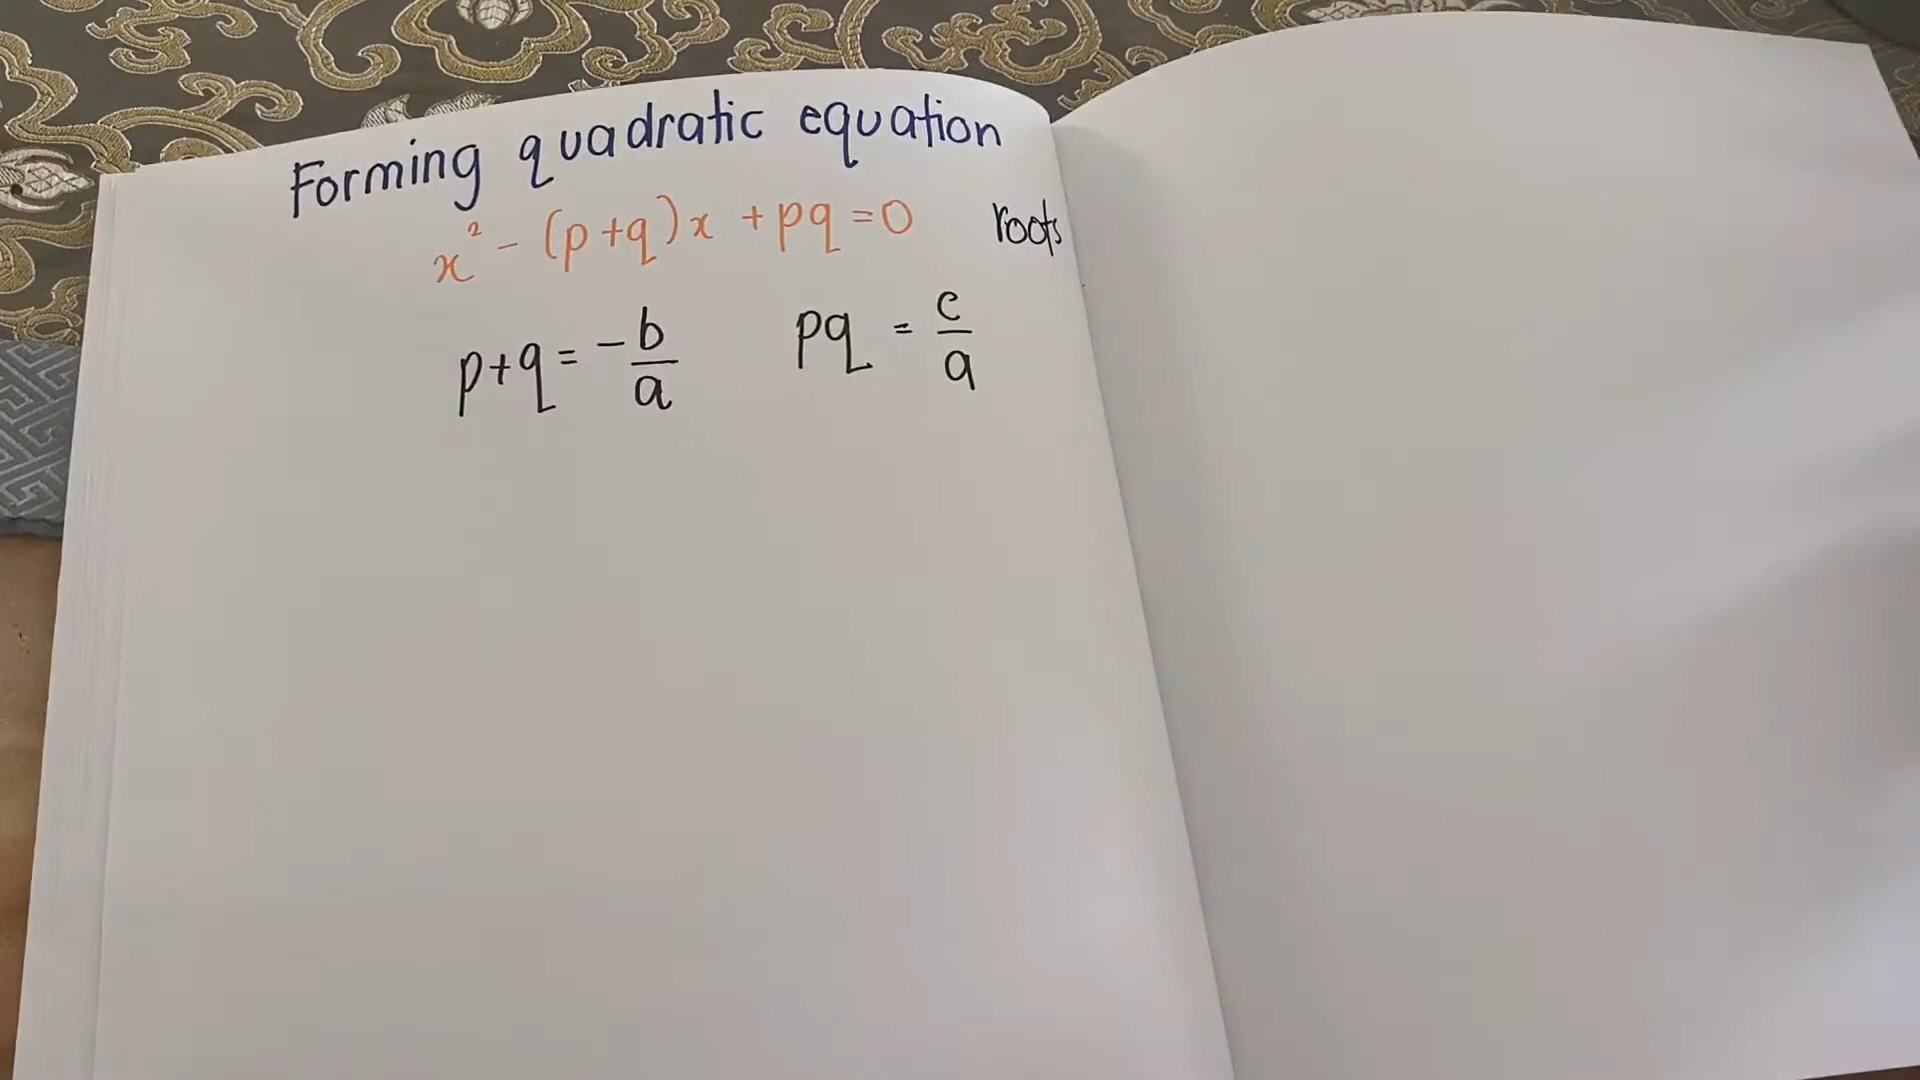 Forming quadratic equation
x² - (p+q)x + pq = 0 roots
p+q = -b/a pq = c/a